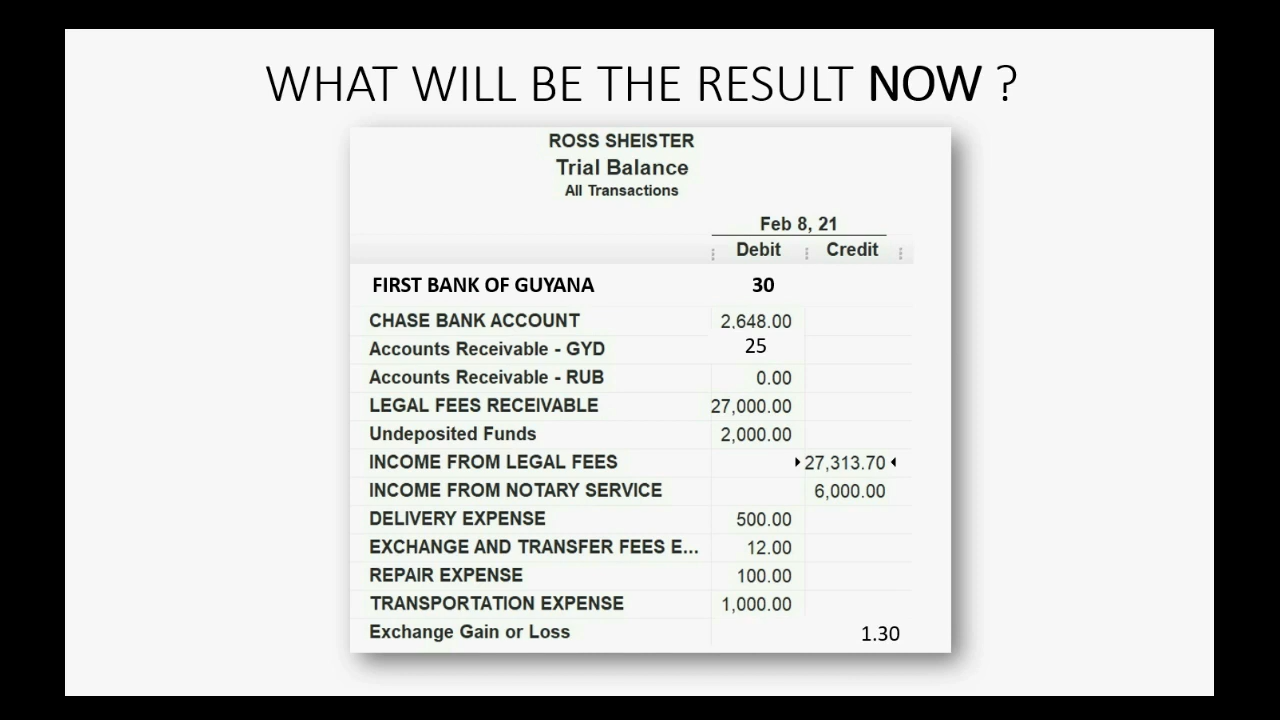 WHAT WILL BE THE RESULT NOW ?
ROSS SHEISTER
Trial Balance
All Transactions
Feb 8, 21
Debit Credit
FIRST BANK OF GUYANA 30
CHASE BANK ACCOUNT 2,648.00
Accounts Receivable - GYD 25
Accounts Receivable - RUB 0.00
LEGAL FEES RECEIVABLE 27,000.00
Undeposited Funds 2,000.00
INCOME FROM LEGAL FEES 27,313.70
INCOME FROM NOTARY SERVICE 6,000.00
DELIVERY EXPENSE 500.00
EXCHANGE AND TRANSFER FEES E... 12.00
REPAIR EXPENSE 100.00
TRANSPORTATION EXPENSE 1,000.00
Exchange Gain or Loss 1.30